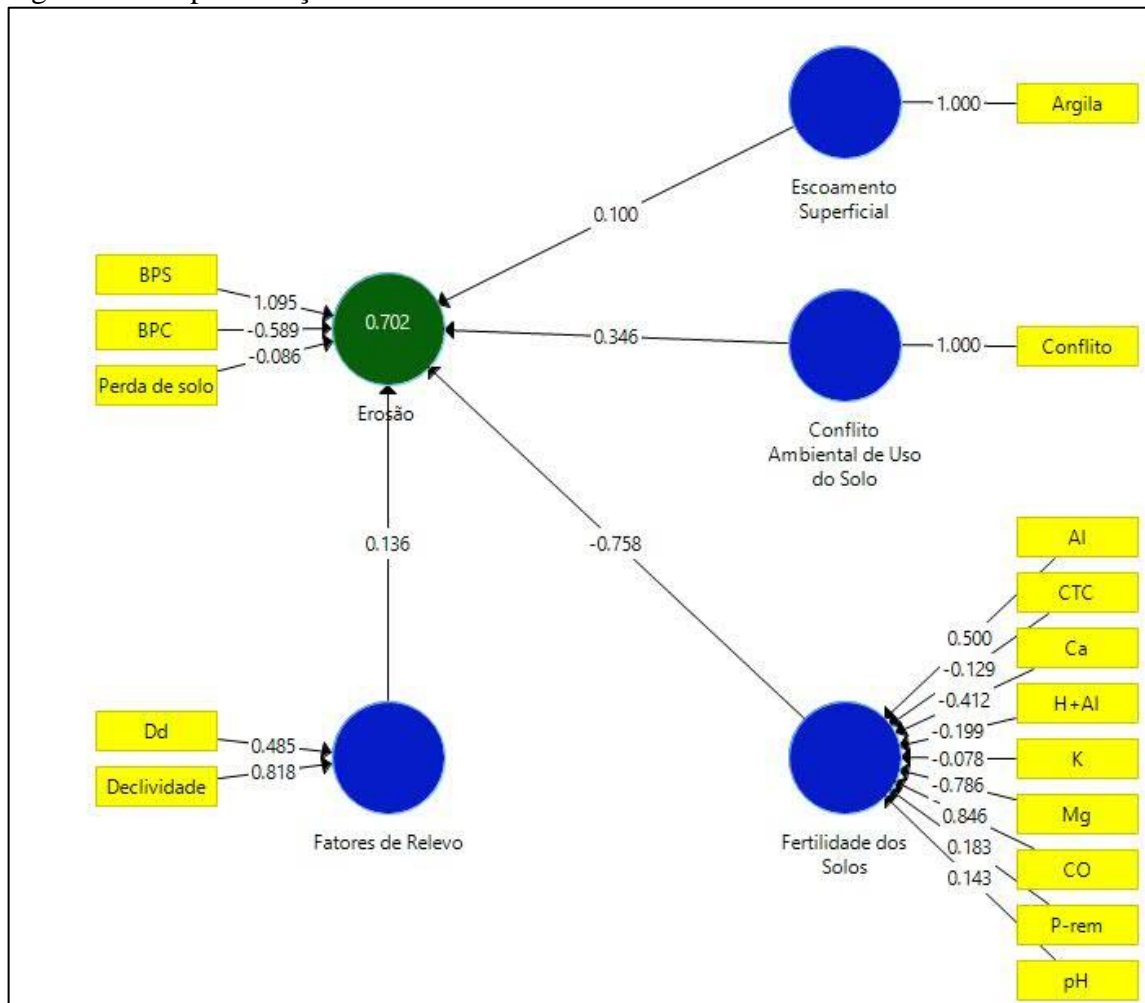 Argila
1.000
Escoamento
Superficial
0.100
BPS
BPC
Perda de solo
1.095
-0.589
-0.086
0.702
Erosão
0.346
1.000
Conflito
Conflito
Ambiental de Uso
do Solo
0.136
-0.758
Dd
Declividade
0.485
0.818
Fatores de Relevo
Fertilidade dos
Solos
0.500
-0.129
-0.412
-0.199
-0.078
-0.786
0.846
0.183
0.143
Al
CTC
Ca
H+Al
K
Mg
CO
P-rem
pH